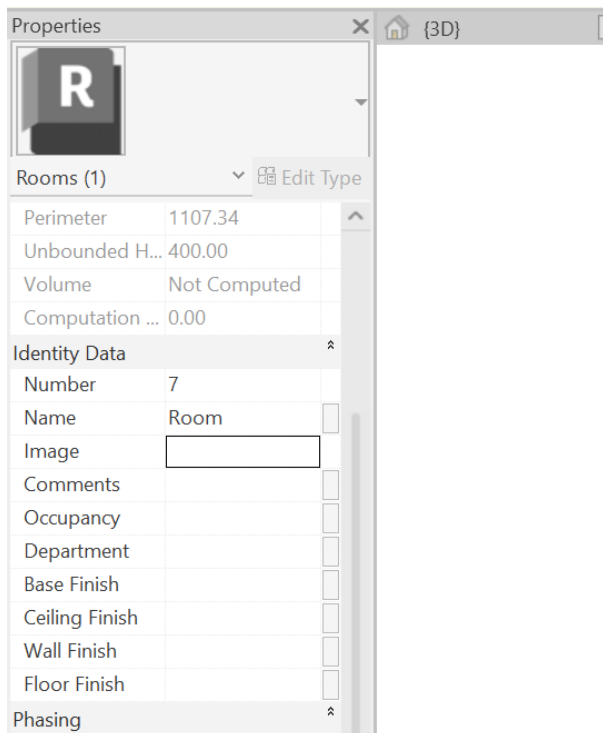 Properties
{3D}
R
Rooms (1)
Edit Type
Perimeter 1107.34
Unbounded H... 400.00
Volume Not Computed
Computation ... 0.00
Identity Data
Number 7
Name Room
Image
Comments
Occupancy
Department
Base Finish
Ceiling Finish
Wall Finish
Floor Finish
Phasing